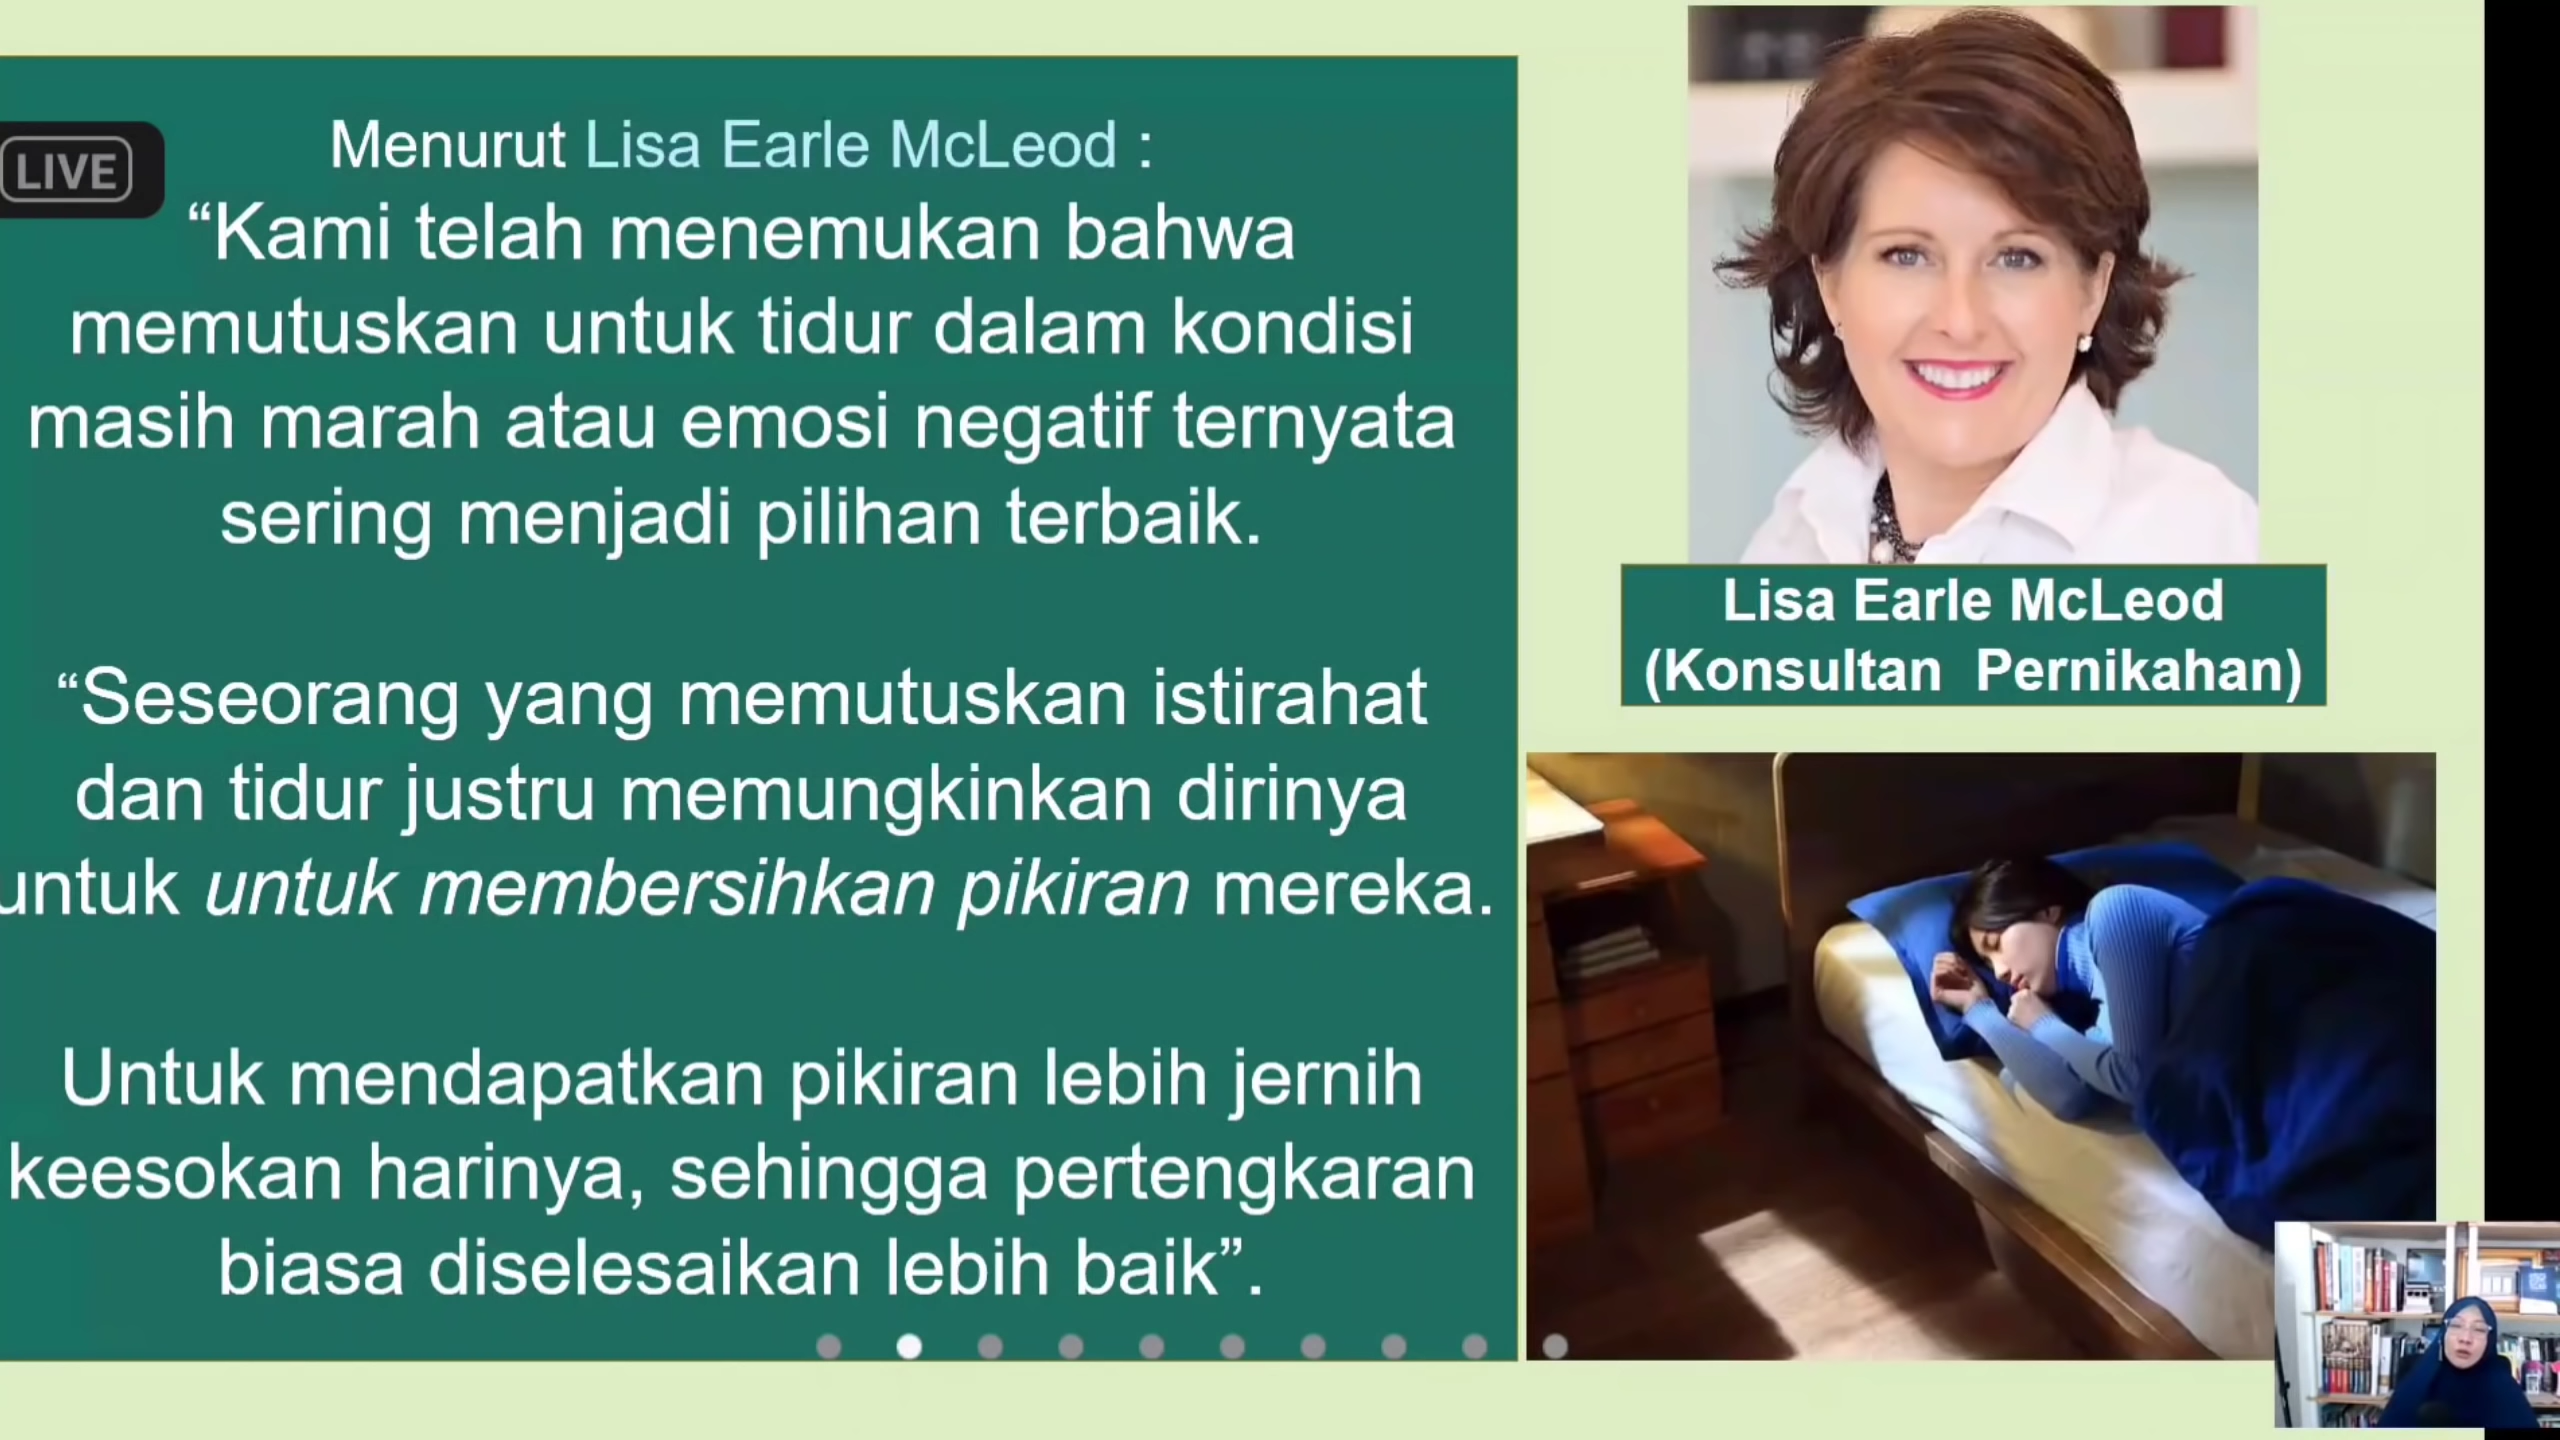 LIVE
Menurut Lisa Earle McLeod :
“Kami telah menemukan bahwa
memutuskan untuk tidur dalam kondisi
masih marah atau emosi negatif ternyata
sering menjadi pilihan terbaik.
“Seseorang yang memutuskan istirahat
dan tidur justru memungkinkan dirinya
untuk untuk membersihkan pikiran mereka.
Untuk mendapatkan pikiran lebih jernih
keesokan harinya, sehingga pertengkaran
biasa diselesaikan lebih baik”.
Lisa Earle McLeod
(Konsultan Pernikahan)